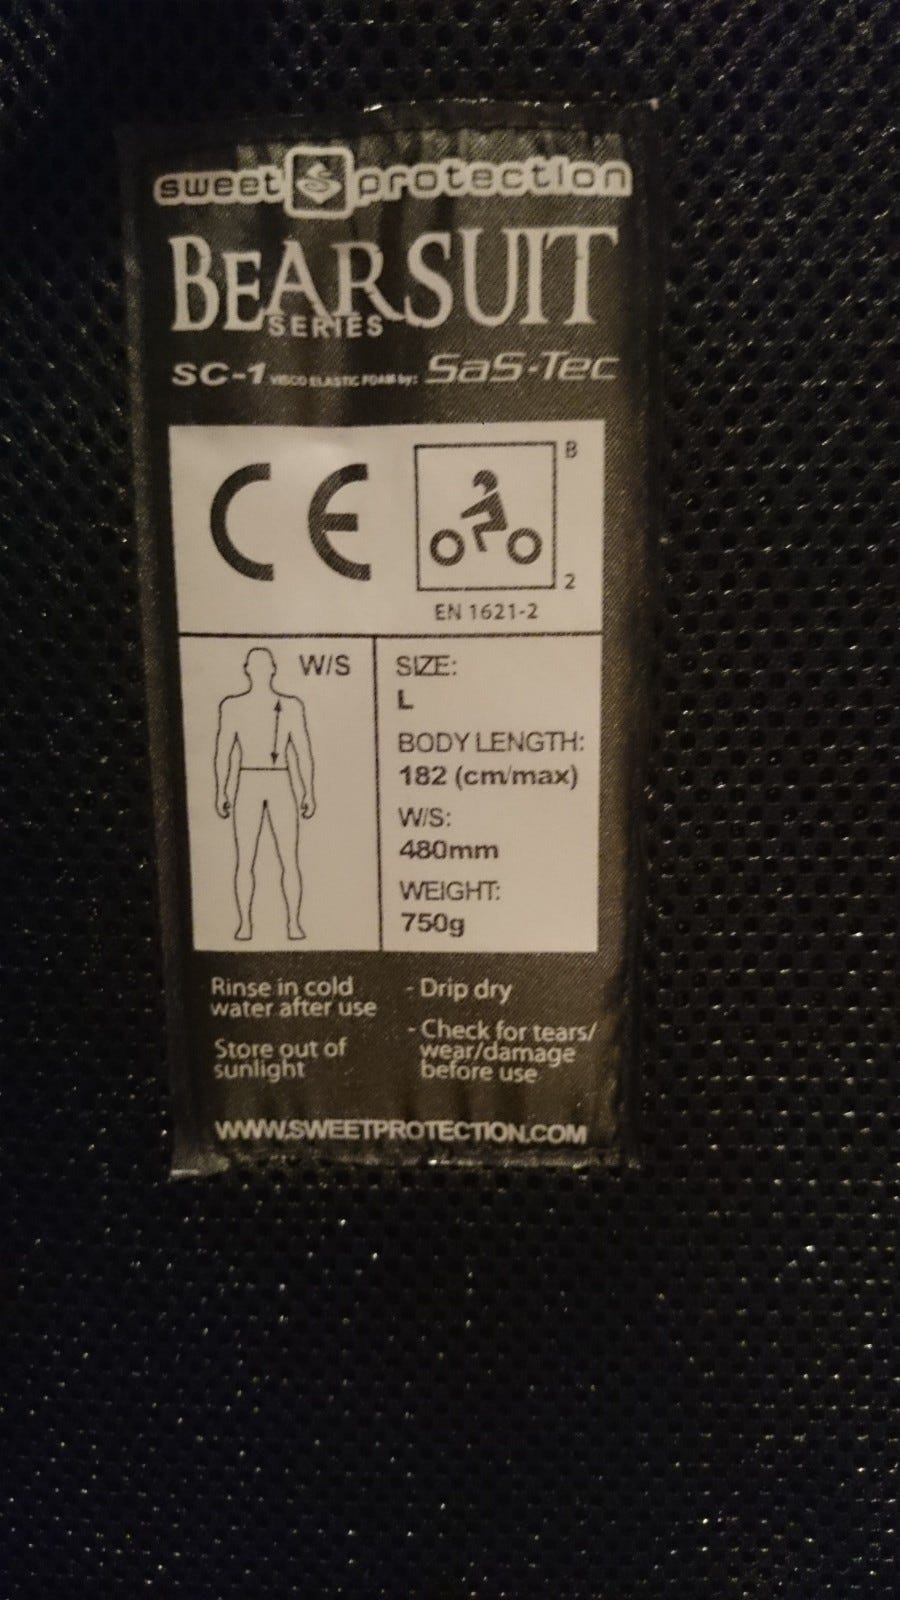 sweet protection
BEARSUIT
SERIES
SC-1 VISCO ELASTIC FOAM by: SaS-Tec
CE
B
2
EN 1621-2
W/S
SIZE:
L
BODY LENGTH:
182 (cm/max)
W/S:
480mm
WEIGHT:
750g
Rinse in cold
water after use
Store out of
sunlight
- Drip dry
- Check for tears/
wear/damage
before use
WWW.SWEETPROTECTION.COM